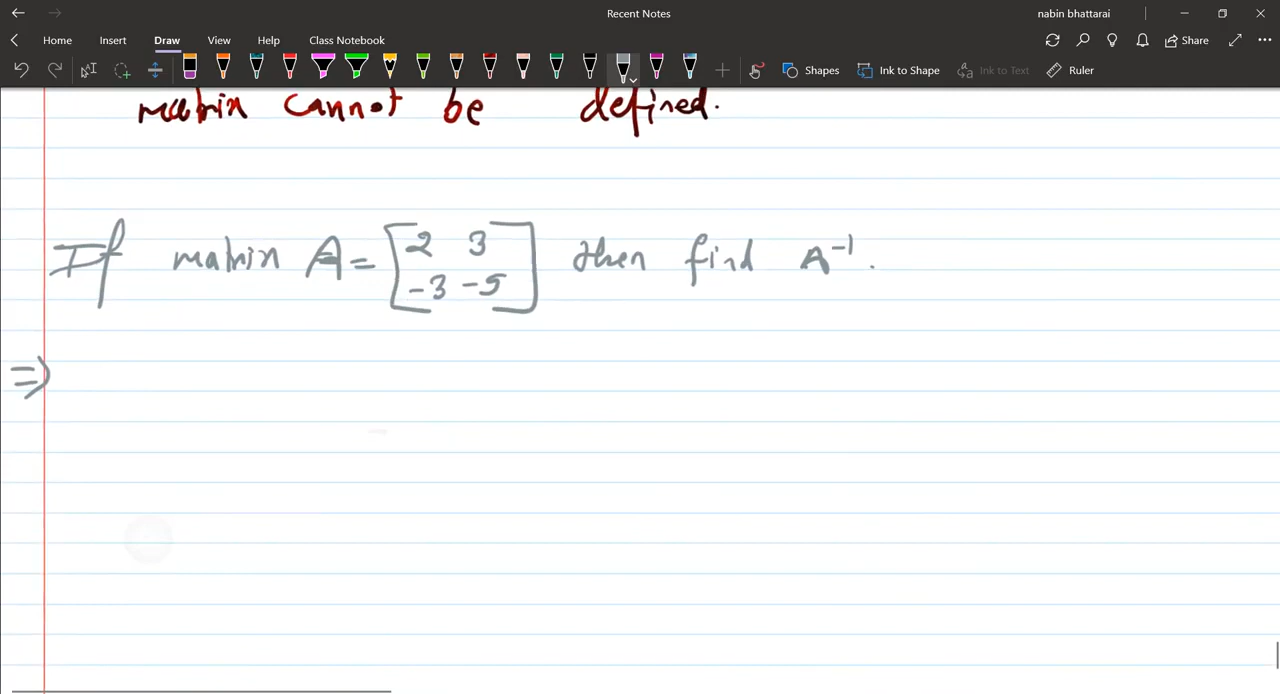 Recent Notes
nabin bhattarai
Home Insert Draw View Help Class Notebook
Share
Shapes Ink to Shape Ink to Text Ruler
matrix cannot be defined.
If matrix A = [2 3
-3 -5] then find A⁻¹.
⇒